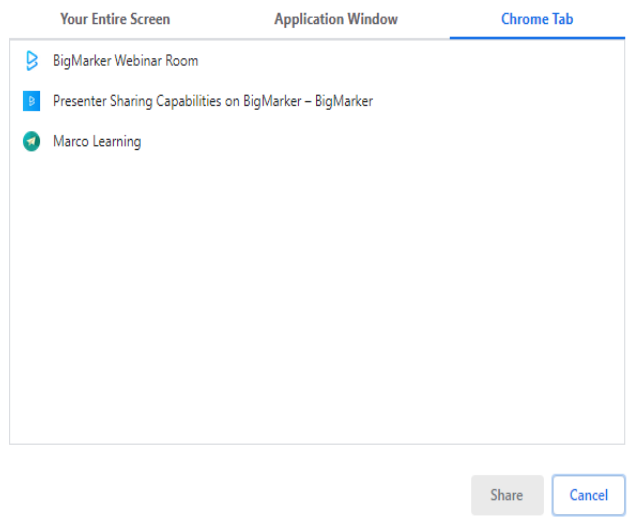 Your Entire Screen Application Window Chrome Tab
BigMarker Webinar Room
Presenter Sharing Capabilities on BigMarker – BigMarker
Marco Learning
Share Cancel